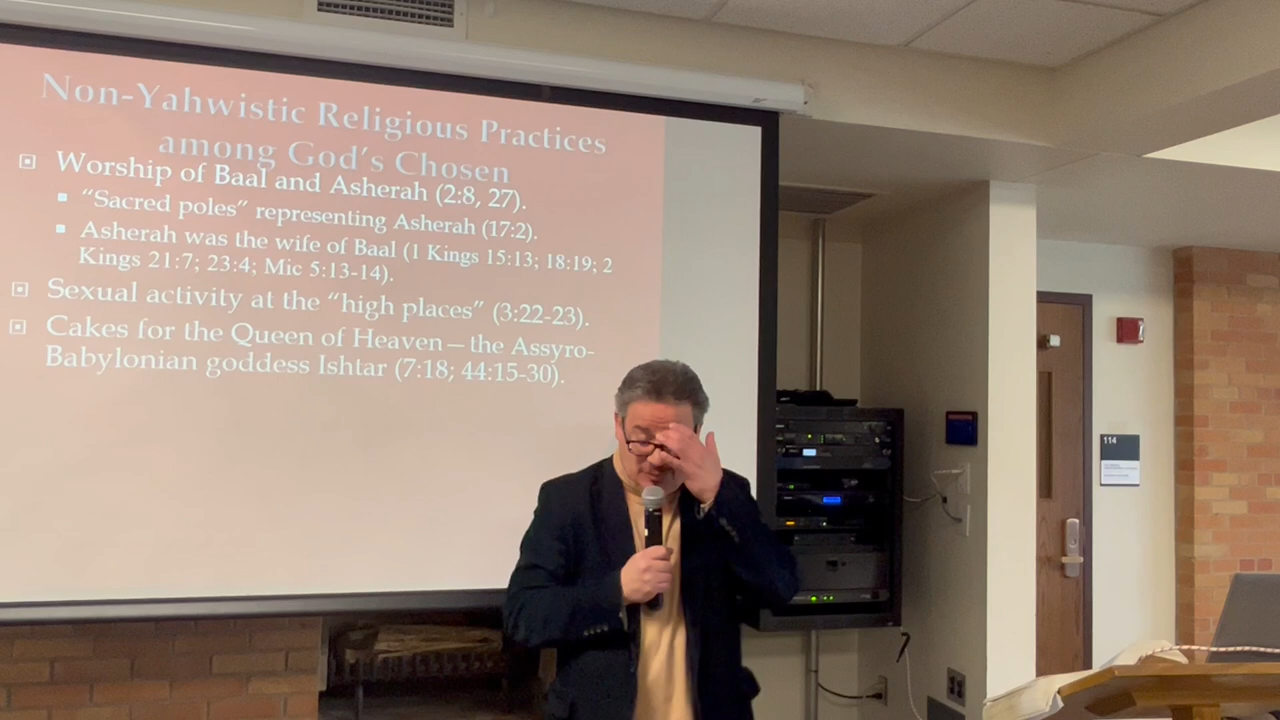 Non-Yahwistic Religious Practices
among God's Chosen
Worship of Baal and Asherah (2:8, 27).
“Sacred poles” representing Asherah (17:2).
Asherah was the wife of Baal (1 Kings 15:13; 18:19; 2
Kings 21:7; 23:4; Mic 5:13-14).
Sexual activity at the “high places” (3:22-23).
Cakes for the Queen of Heaven—the Assyro-
Babylonian goddess Ishtar (7:18; 44:15-30).
114